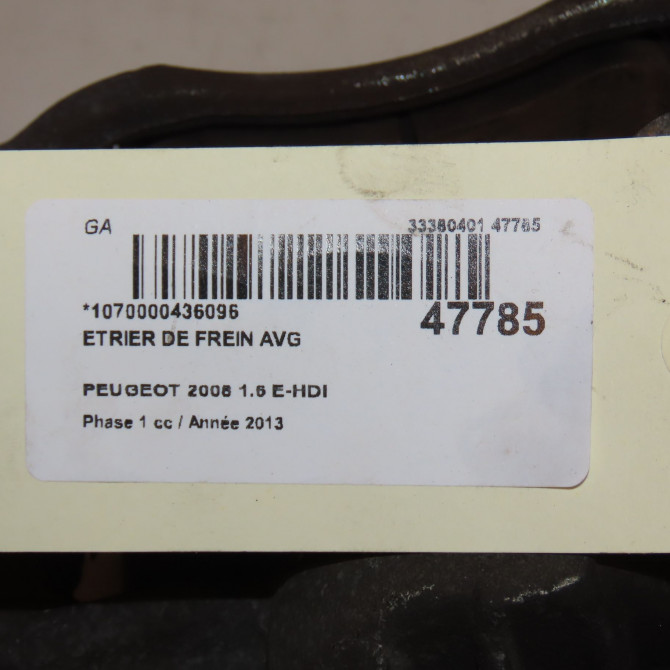 GA 33380401 47785
*1070000436096 47785
ETRIER DE FREIN AVG
PEUGEOT 2008 1.6 E-HDI
Phase 1 cc / Année 2013